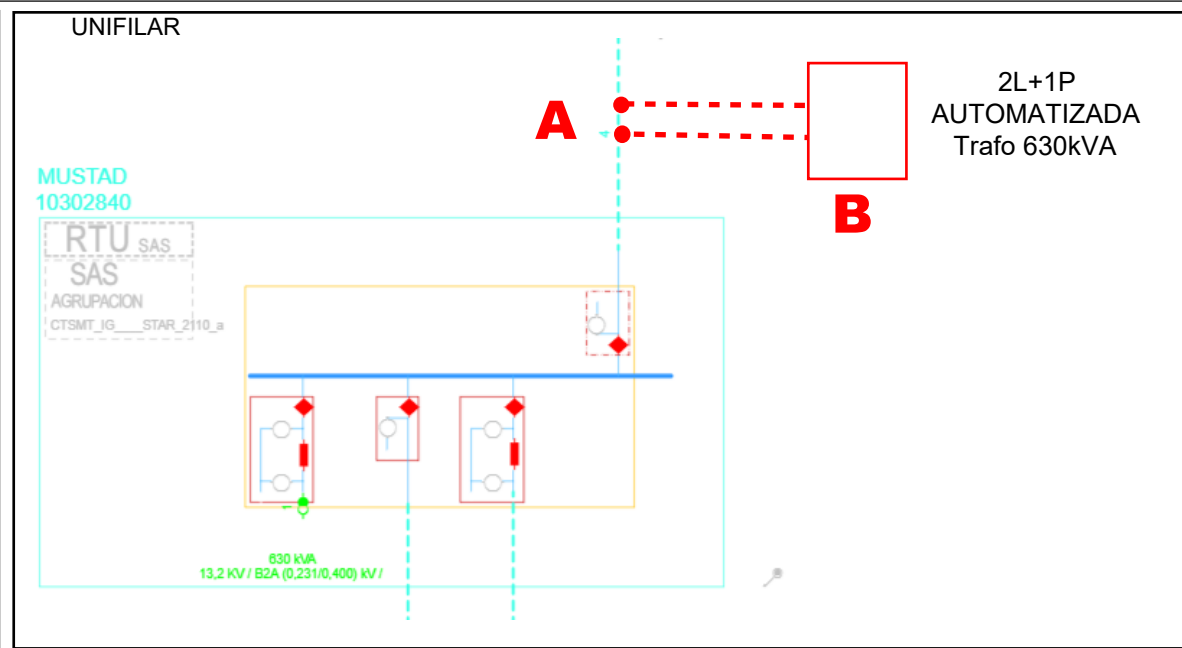 UNIFILAR
A
2L+1P
AUTOMATIZADA
Trafo 630kVA
B
MUSTAD
10302840
RTU SAS
SAS
AGRUPACION
CTSMT_IG____STAR_2110_a
630 kVA
13,2 KV / B2A (0,231/0,400) kV /